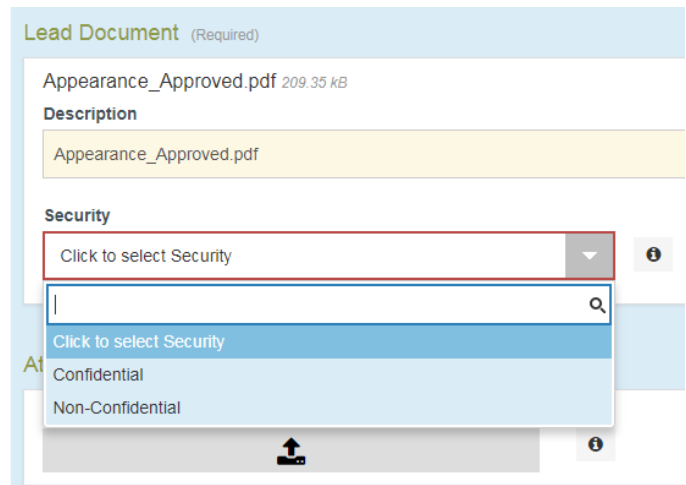 Lead Document (Required)
Appearance_Approved.pdf 209.35 kB
Description
Appearance_Approved.pdf
Security
Click to select Security
Click to select Security
Confidential
Non-Confidential